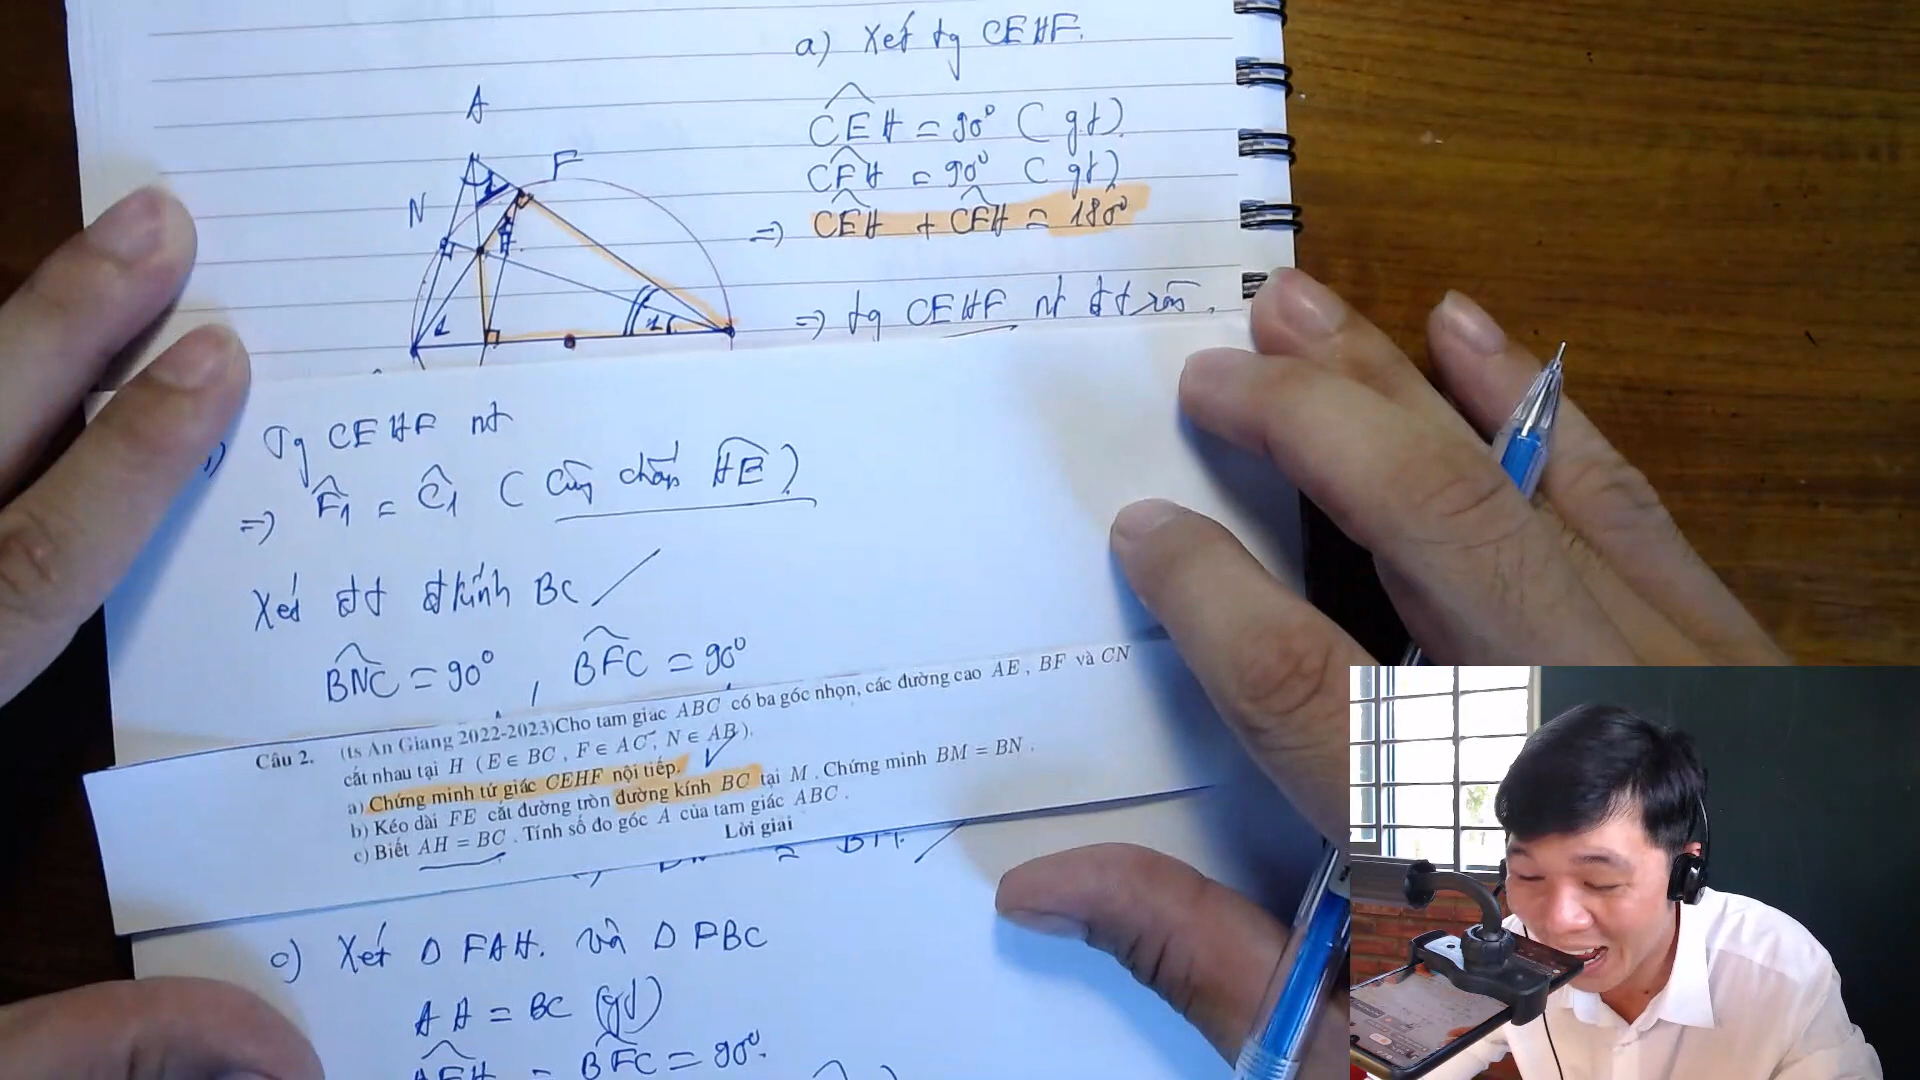 a) Xét tg CEHF.
A
CEH = 90° (gt).
F
CFH = 90° (gt)
N
=> CEH + CFH = 180°
1
1
1
=> tg CEHF nt đt tròn.
Tg CEHF nt
=> F1 = C1 ( cùng chắn HE )
Xét đt đkính BC
BNC = 90° , BFC = 90°
Câu 2. (ts An Giang 2022-2023)Cho tam giác ABC có ba góc nhọn, các đường cao AE , BF và CN
cắt nhau tại H (E ∈ BC , F ∈ AC, N ∈ AB ).
a) Chứng minh tứ giác CEHF nội tiếp.
b) Kéo dài FE cắt đường tròn đường kính BC tại M . Chứng minh BM = BN .
c) Biết AH = BC . Tính số đo góc A của tam giác ABC .
Lời giải
c) Xét Δ FAH. và Δ FBC
AH = BC (gt)
AFH = BFC = 90°.